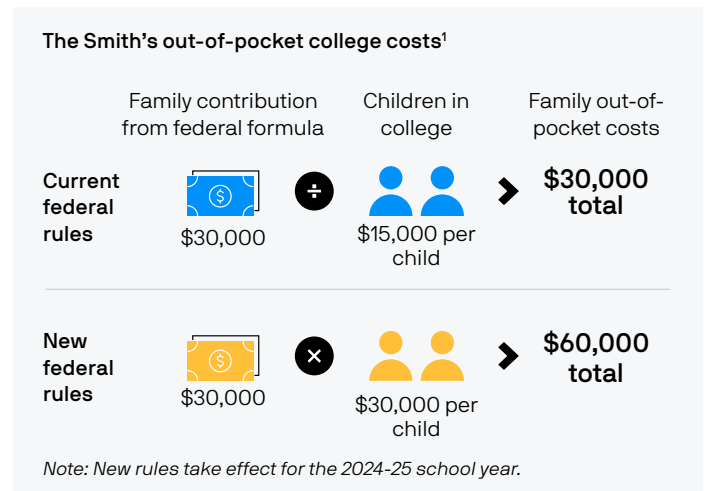 The Smith's out-of-pocket college costs¹
Family contribution
from federal formula
Children in
college
Family out-of-
pocket costs
Current
federal
rules
$
$30,000
÷
$15,000 per
child
$30,000
total
New
federal
rules
$
$30,000
×
$30,000 per
child
$60,000
total
Note: New rules take effect for the 2024-25 school year.